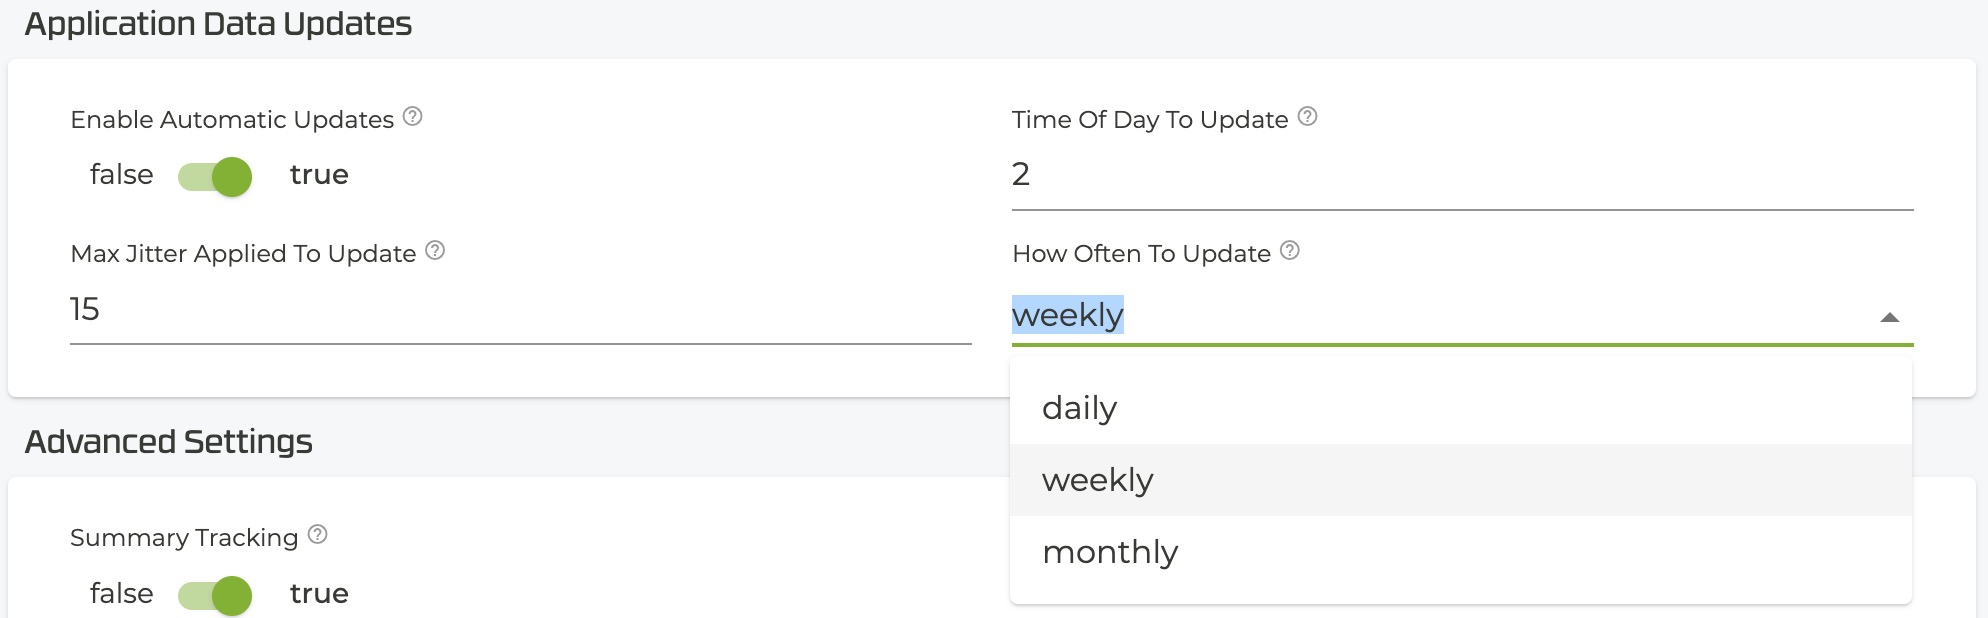 Application Data Updates
Enable Automatic Updates
false true
Time Of Day To Update
2
Max Jitter Applied To Update
15
How Often To Update
weekly
daily
weekly
monthly
Advanced Settings
Summary Tracking
false true